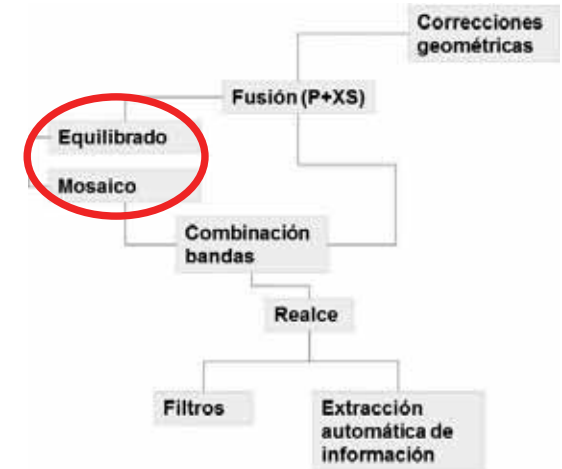 Correcciones
geométricas
Fusión (P+XS)
Equilibrado
Mosaico
Combinación
bandas
Realce
Filtros
Extracción
automática de
información